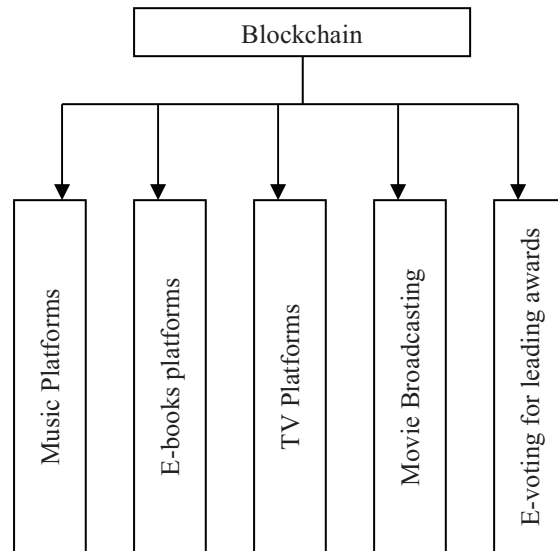 Blockchain
Music Platforms
E-books platforms
TV Platforms
Movie Broadcasting
E-voting for leading awards